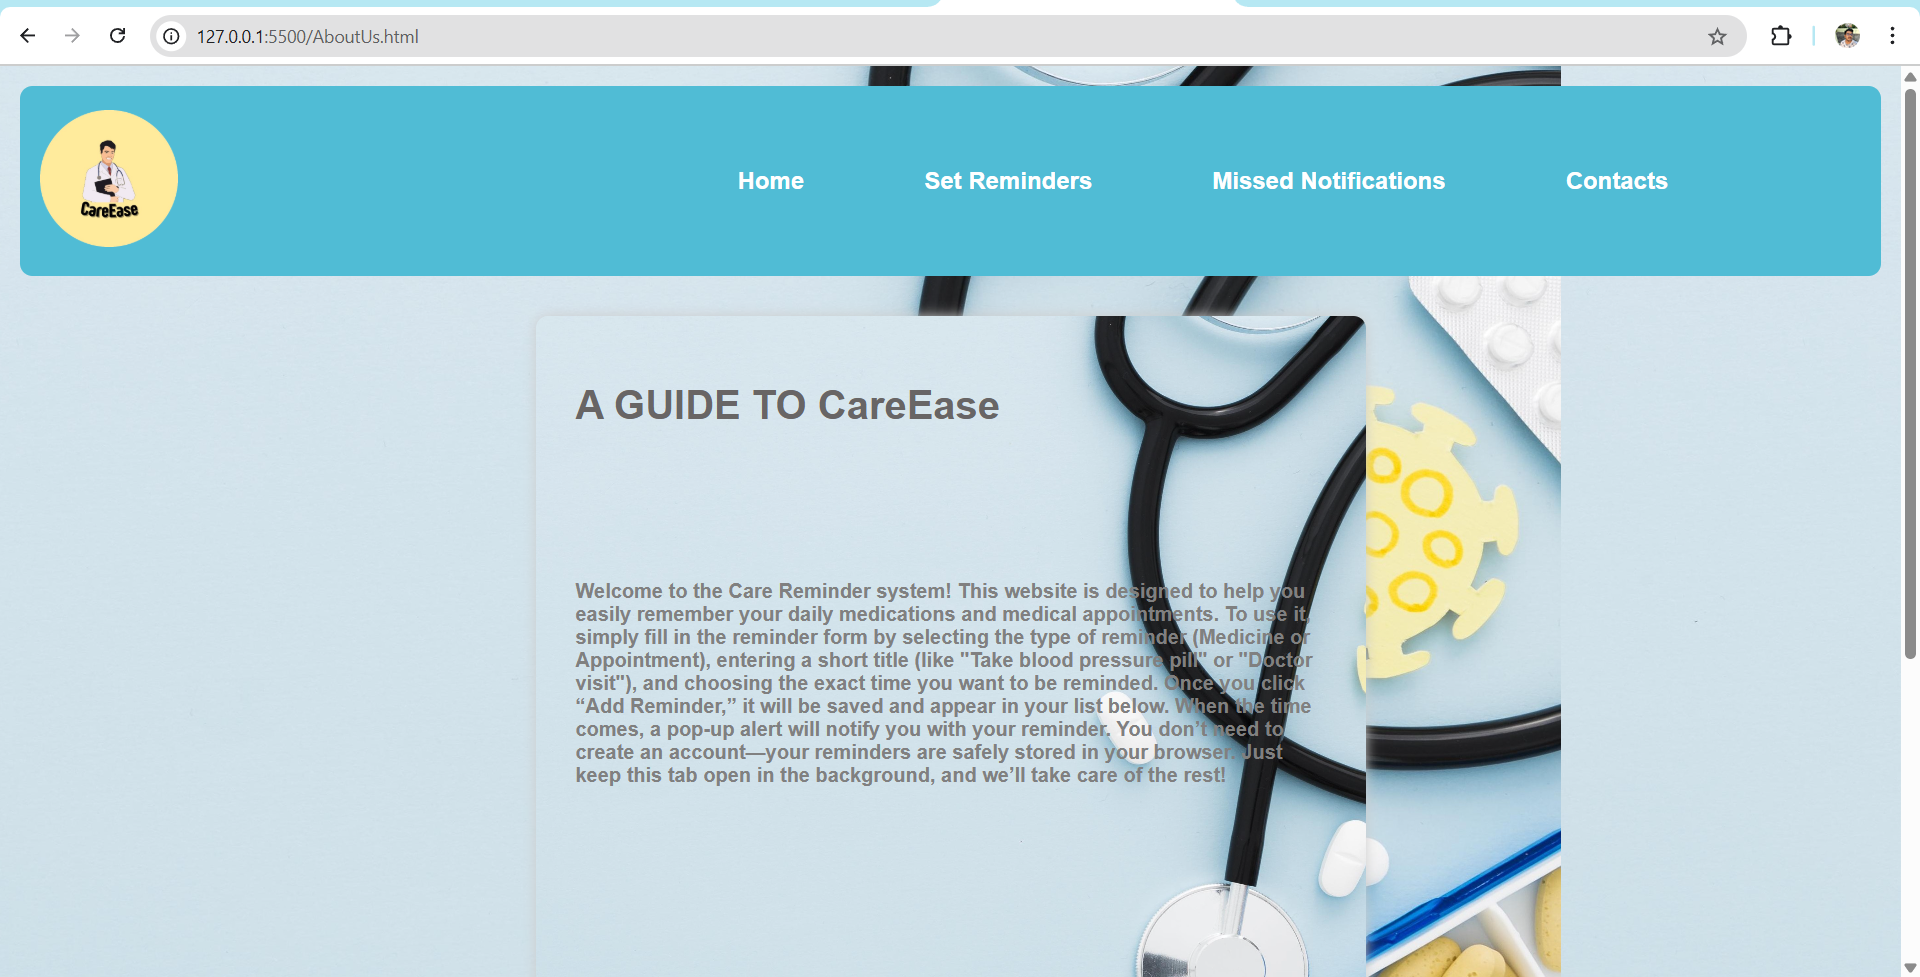 127.0.0.1:5500/AboutUs.html
CareEase
Home Set Reminders Missed Notifications Contacts
A GUIDE TO CareEase
Welcome to the Care Reminder system! This website is designed to help you
easily remember your daily medications and medical appointments. To use it,
simply fill in the reminder form by selecting the type of reminder (Medicine or
Appointment), entering a short title (like "Take blood pressure pill" or "Doctor
visit"), and choosing the exact time you want to be reminded. Once you click
“Add Reminder,” it will be saved and appear in your list below. When the time
comes, a pop-up alert will notify you with your reminder. You don’t need to
create an account—your reminders are safely stored in your browser. Just
keep this tab open in the background, and we’ll take care of the rest!